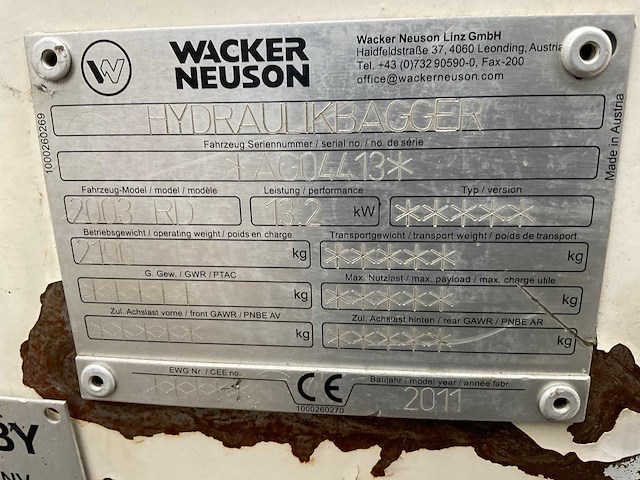 WACKER
NEUSON
Wacker Neuson Linz GmbH
Haidfeldstraße 37, 4060 Leonding, Austria
Tel. +43 (0)732 90590-0, Fax-200
office@wackerneuson.com
HYDRAULIKBAGGER
Fahrzeug Seriennummer / serial no. / no. de série
*AG04413*
Fahrzeug-Model / model / modèle
Leistung / performance
Typ / version
2003 RD
13.2 kW
*****
Betriebsgewicht / operating weight / poids en charge
Transportgewicht / transport weight / poids de transport
kg
***** kg
G. Gew. / GWR / PTAC
Max. Nutzlast / max. payload / max. charge utile
kg
***** kg
Zul. Achslast vorne / front GAWR / PNBE AV
Zul. Achslast hinten / rear GAWR / PNBE AR
kg
***** kg
EWG Nr / CEE no.
CE
Baujahr / model year / année fabr.
2011
1000260270
1000260269
Made in Austria
BY
NV